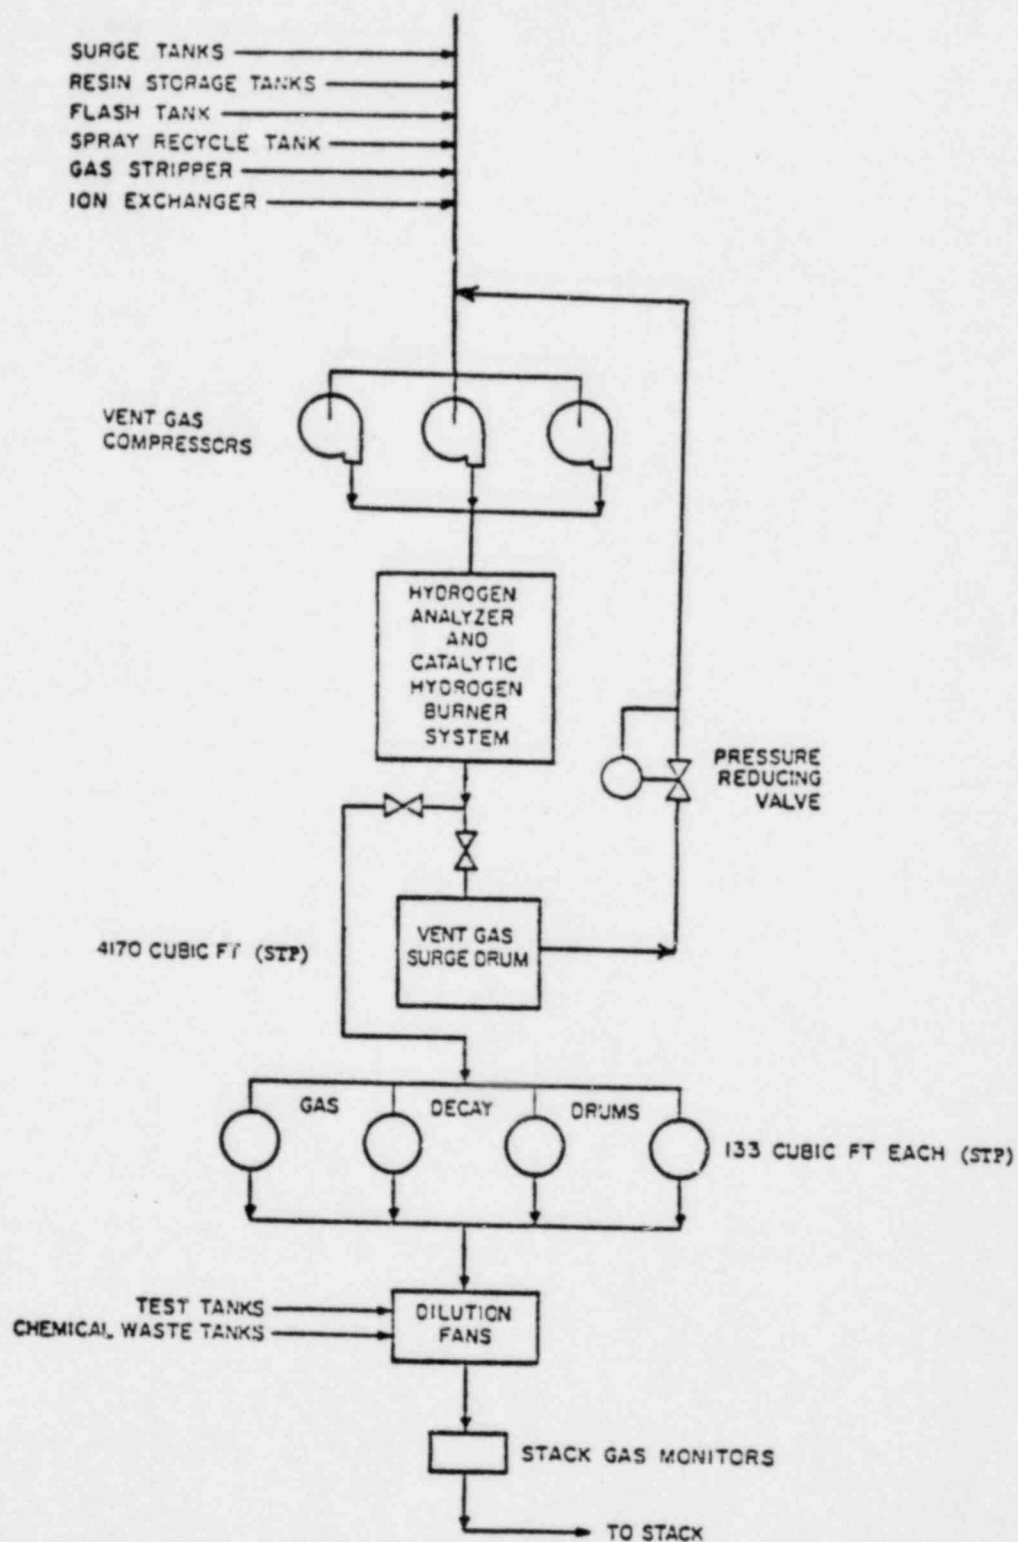 SURGE TANKS
RESIN STORAGE TANKS
FLASH TANK
SPRAY RECYCLE TANK
GAS STRIPPER
ION EXCHANGER
VENT GAS
COMPRESSORS
HYDROGEN
ANALYZER
AND
CATALYTIC
HYDROGEN
BURNER
SYSTEM
PRESSURE
REDUCING
VALVE
VENT GAS
SURGE DRUM
4170 CUBIC FT (STP)
GAS DECAY DRUMS
133 CUBIC FT EACH (STP)
TEST TANKS
CHEMICAL WASTE TANKS
DILUTION
FANS
STACK GAS MONITORS
TO STACK